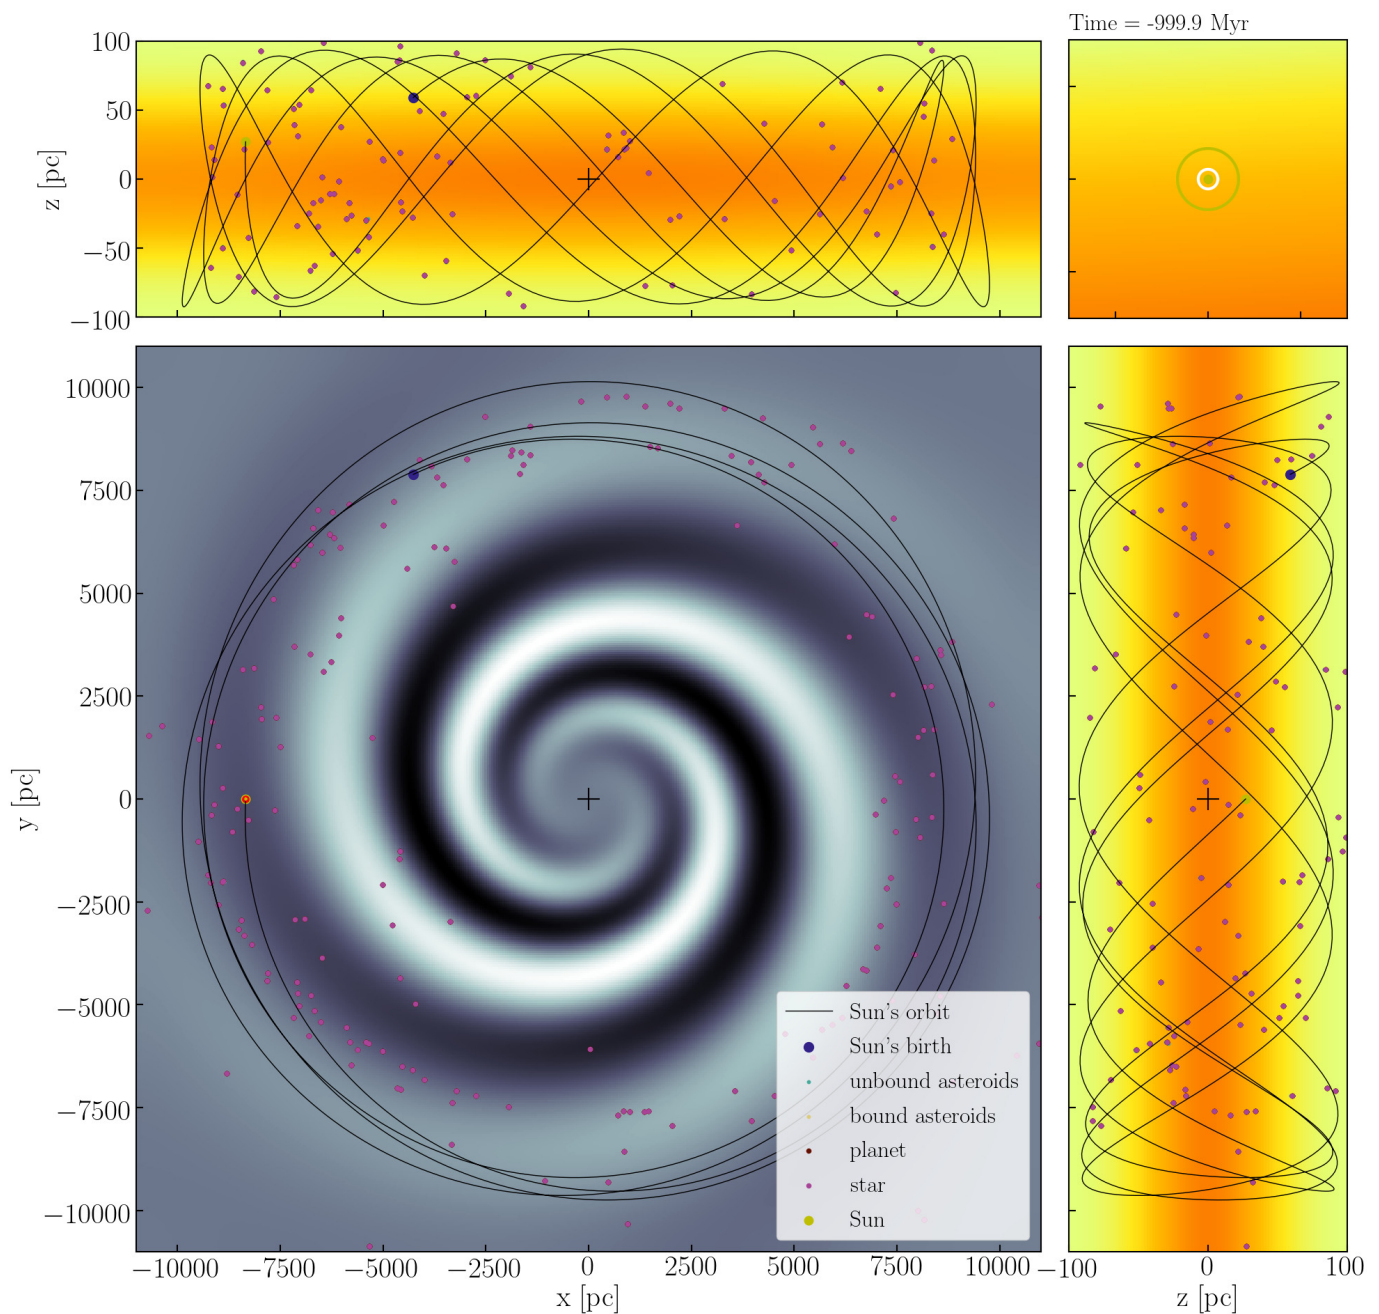 Time = -999.9 Myr
100
50
0
−50
−100
z [pc]
10000
7500
5000
2500
0
−2500
−5000
−7500
−10000
y [pc]
Sun's orbit
Sun's birth
unbound asteroids
bound asteroids
planet
star
Sun
−10000 −7500 −5000 −2500 0 2500 5000 7500 10000
x [pc]
−100 0 100
z [pc]